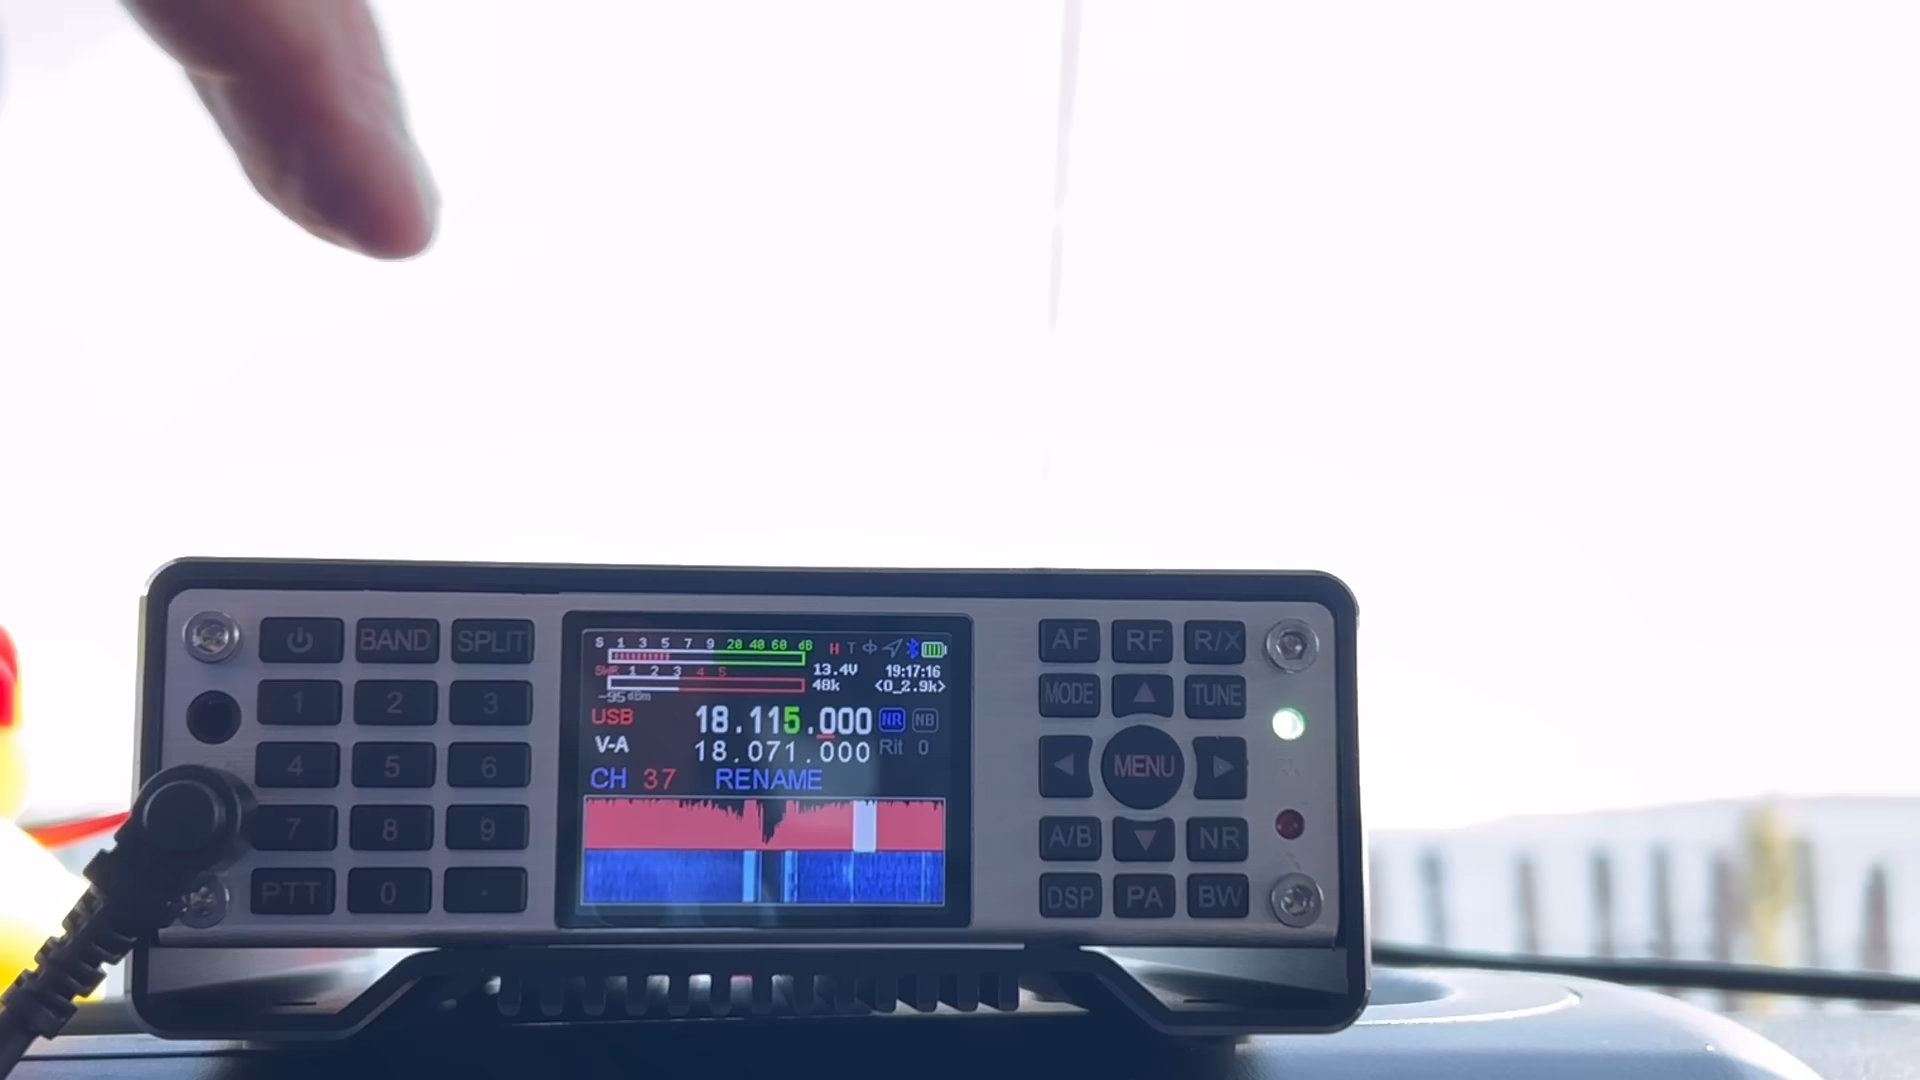 BAND SPLIT
1 2 3
4 5 6
7 8 9
PTT 0 .
S 1 3 5 7 9 20 40 60 dB H T
SWR 1 2 3 4 5 13.4V 19:17:16
48k <0_2.9k>
-95dBm
USB 18.115.000 NR NB
V-A 18.071.000 Rit 0
CH 37 RENAME
AF RF R/X
MODE TUNE
MENU
A/B NR
DSP PA BW